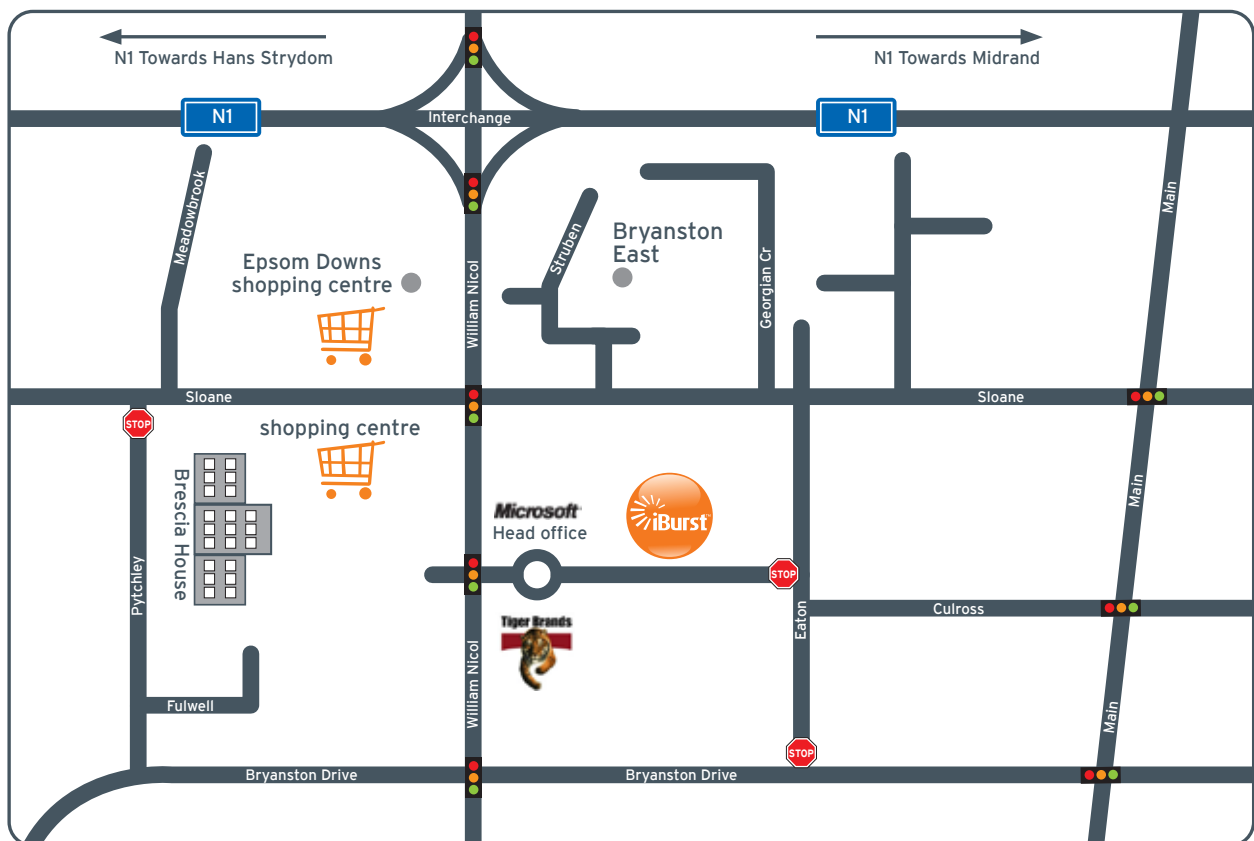 N1 Towards Hans Strydom
N1 Towards Midrand
N1
Interchange
N1
Meadowbrook
Main
Struben
Bryanston
East
Epsom Downs
shopping centre
William Nicol
Georgian Cr
Sloane
Sloane
STOP
shopping centre
Brescia House
Main
Microsoft
Head office
iBurst
STOP
Pytchley
Culross
Tiger Brands
Eaton
William Nicol
Fulwell
Main
STOP
Bryanston Drive
Bryanston Drive